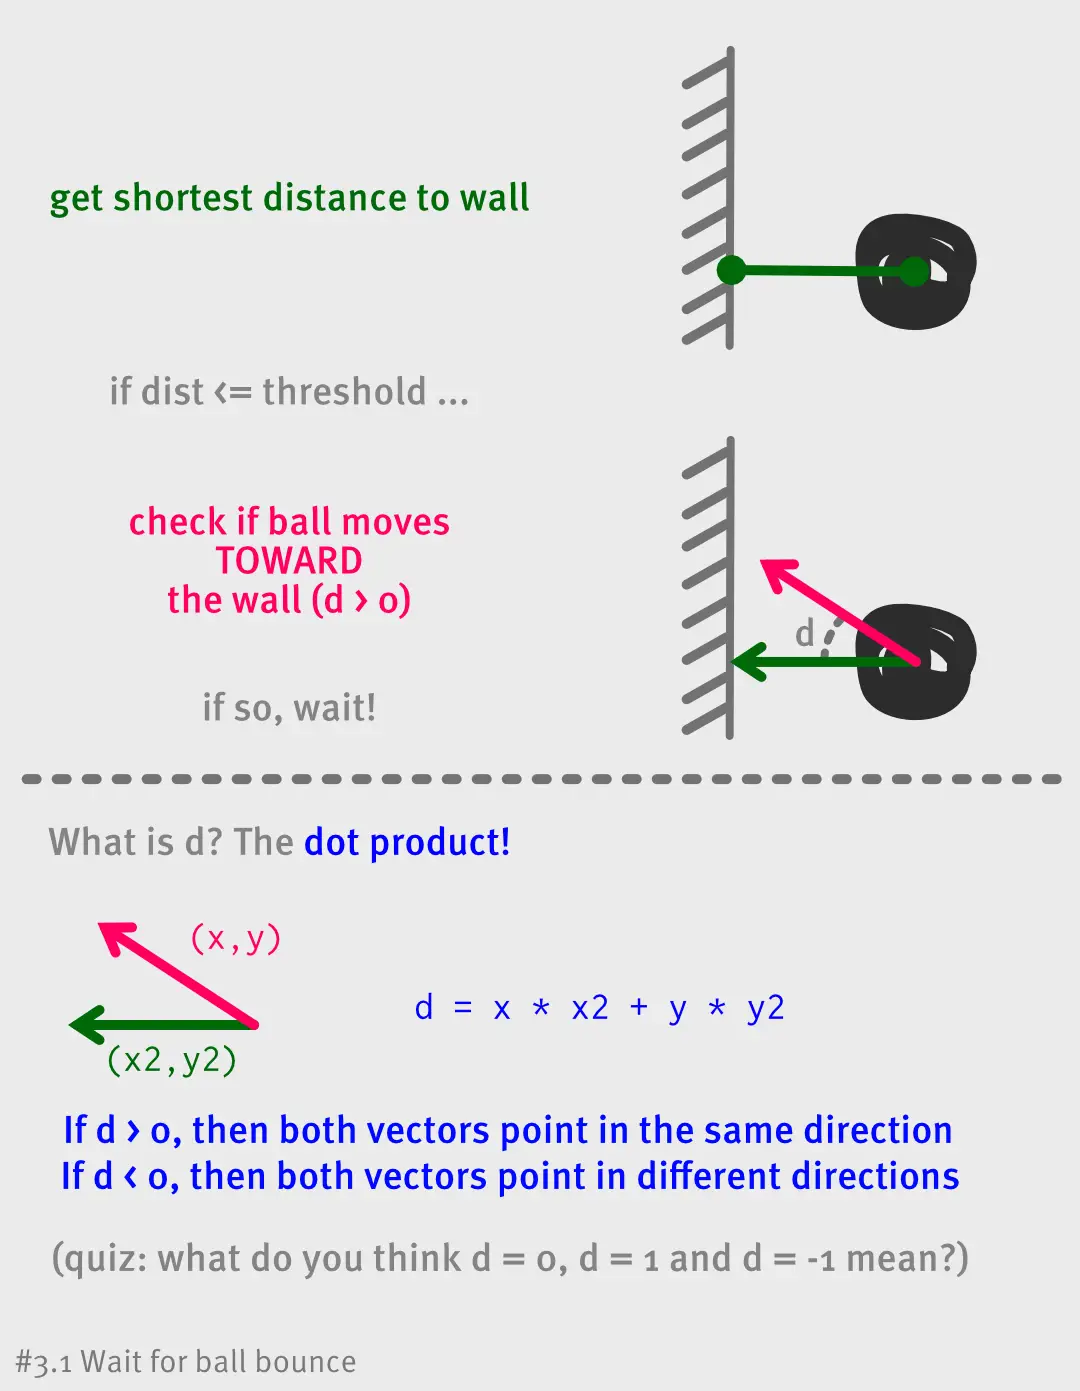 get shortest distance to wall
if dist <= threshold ...
check if ball moves
TOWARD
the wall (d > 0)
d
if so, wait!
What is d? The dot product!
(x,y)
d = x * x2 + y * y2
(x2,y2)
If d > 0, then both vectors point in the same direction
If d < 0, then both vectors point in different directions
(quiz: what do you think d = 0, d = 1 and d = -1 mean?)
#3.1 Wait for ball bounce